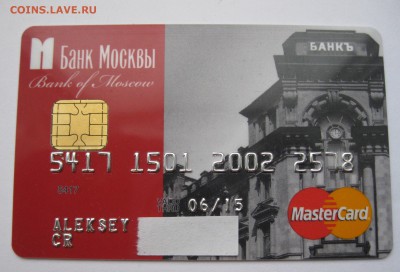 COINS.LAVE.RU
Банк Москвы
БАНКЪ
Bank of Moscow
5417 1501 2002 2578
5417
06/15
ALEKSEY
CR
MasterCard